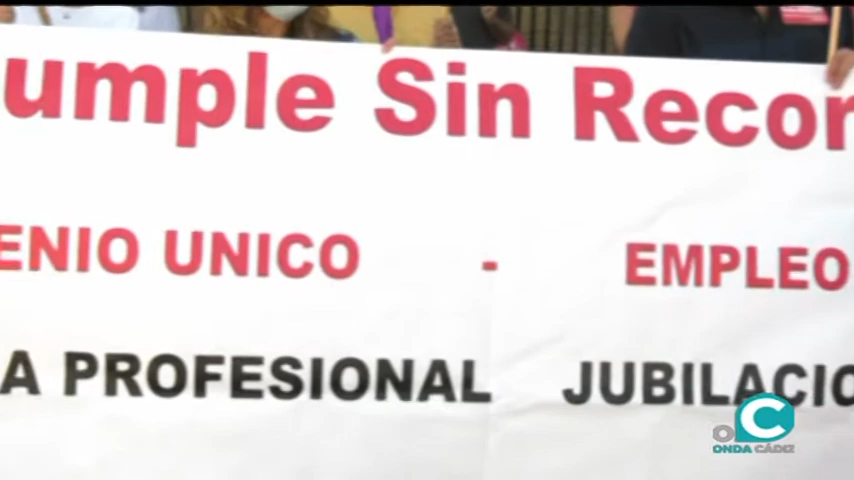 umple Sin Recor
ENIO UNICO - EMPLEO
A PROFESIONAL JUBILACIO
ONDA CÁDIZ